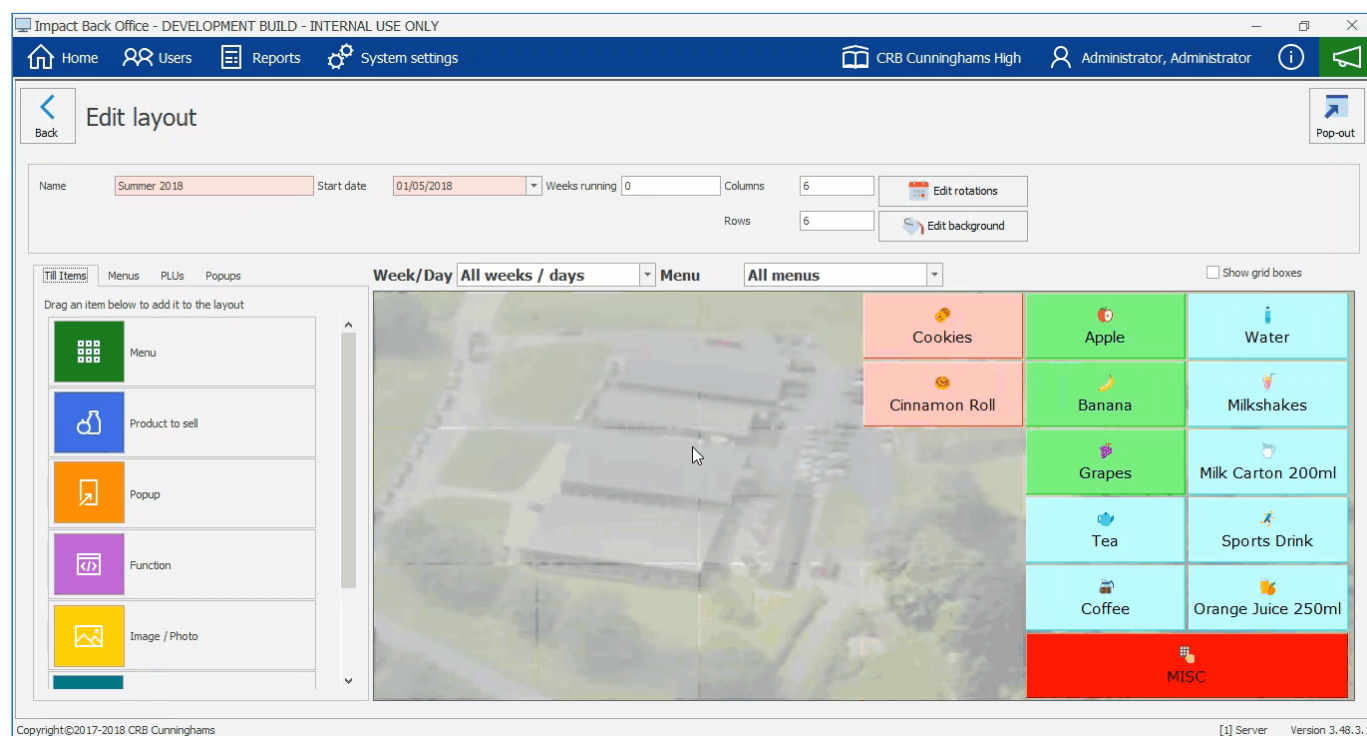 Impact Back Office - DEVELOPMENT BUILD - INTERNAL USE ONLY
Home Users Reports System settings CRB Cunninghams High Administrator, Administrator
Back Edit layout Pop-out
Name Summer 2018 Start date 01/05/2018 Weeks running 0 Columns 6 Edit rotations
Rows 6 Edit background
Till Items Menus PLUs Popups Week/Day All weeks / days Menu All menus Show grid boxes
Drag an item below to add it to the layout
Menu
Product to sell
Popup
Function
Image / Photo
Cookies Apple Water
Cinnamon Roll Banana Milkshakes
Grapes Milk Carton 200ml
Tea Sports Drink
Coffee Orange Juice 250ml
MISC
Copyright©2017-2018 CRB Cunninghams [1] Server Version 3.48.3.